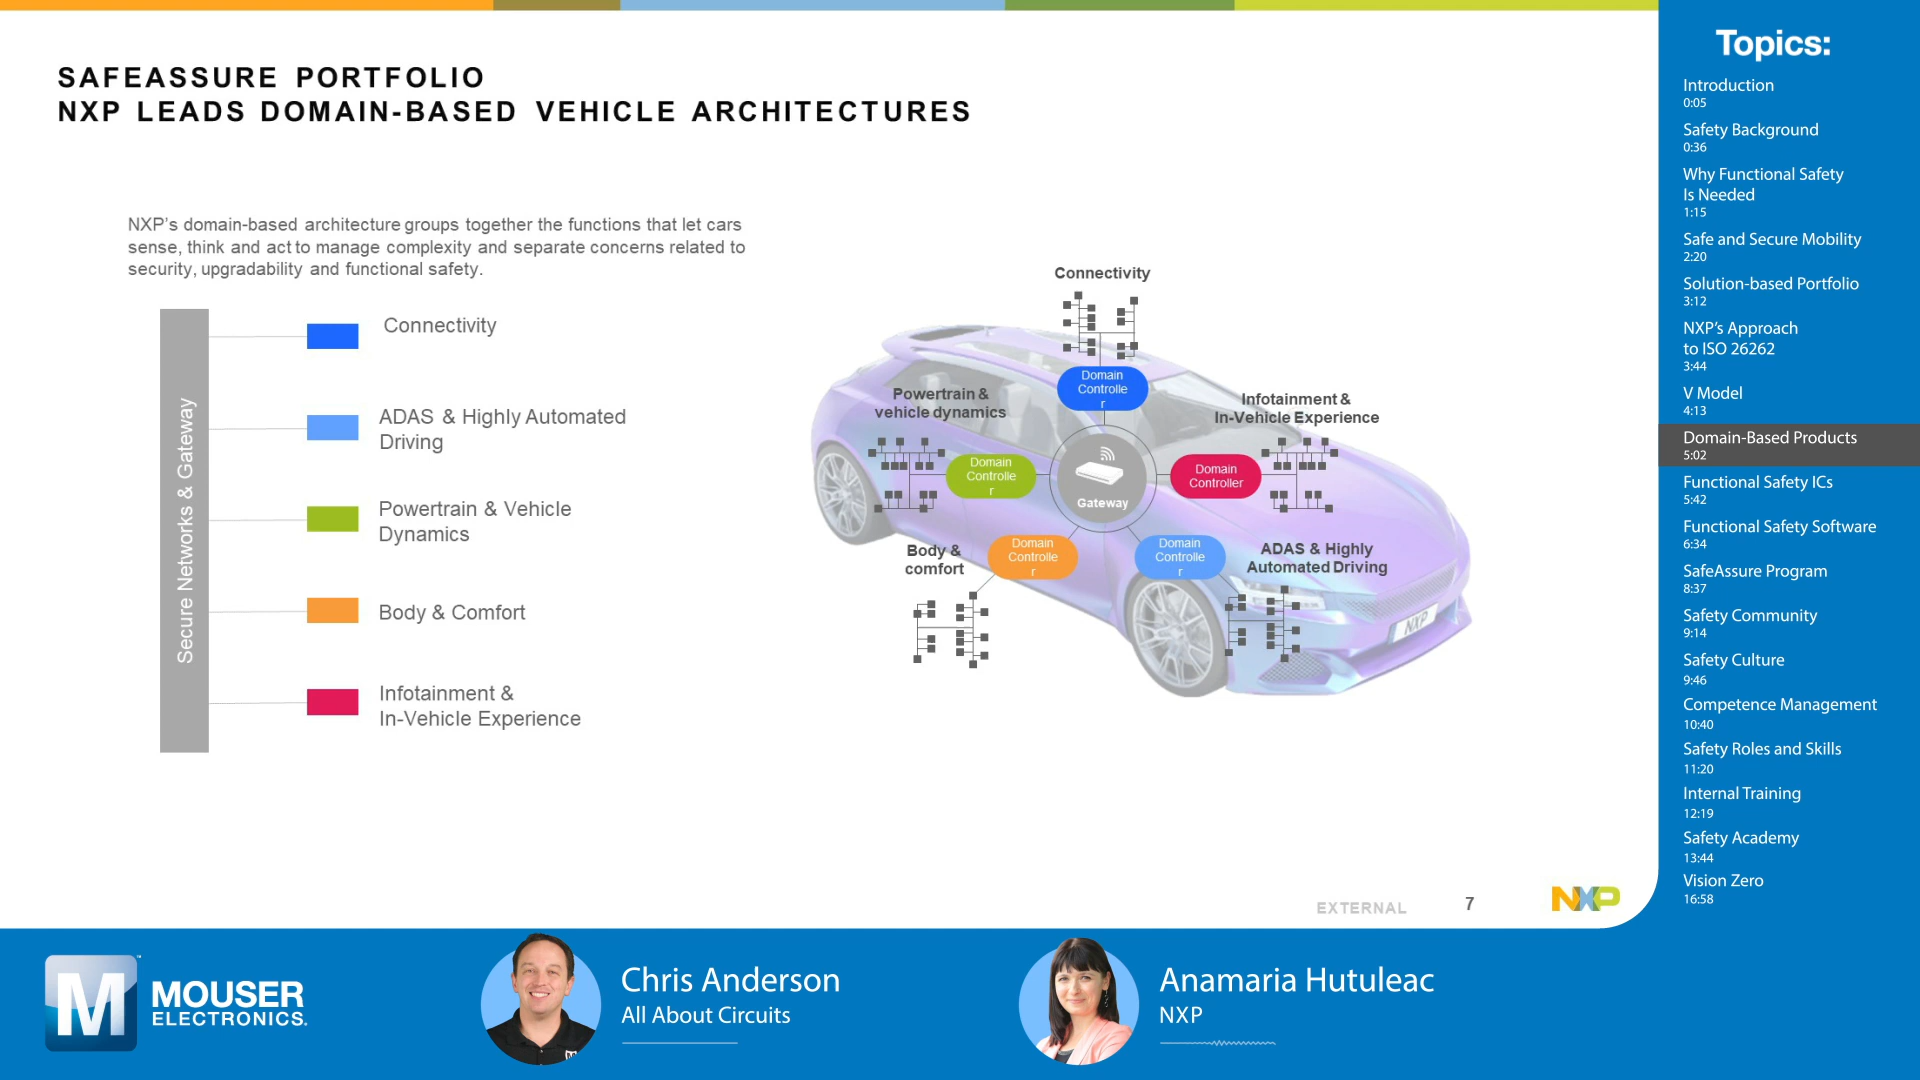 SAFEASSURE PORTFOLIO
NXP LEADS DOMAIN-BASED VEHICLE ARCHITECTURES
NXP's domain-based architecture groups together the functions that let cars
sense, think and act to manage complexity and separate concerns related to
security, upgradability and functional safety.
Secure Networks & Gateway
Connectivity
ADAS & Highly Automated
Driving
Powertrain & Vehicle
Dynamics
Body & Comfort
Infotainment &
In-Vehicle Experience
Connectivity
Domain
Controlle
r
Powertrain &
vehicle dynamics
Domain
Controlle
r
Infotainment &
In-Vehicle Experience
Domain
Controller
Gateway
Body &
comfort
Domain
Controlle
r
Domain
Controlle
r
ADAS & Highly
Automated Driving
NXP
EXTERNAL
7
NXP
Topics:
Introduction
0:05
Safety Background
0:36
Why Functional Safety
Is Needed
1:15
Safe and Secure Mobility
2:20
Solution-based Portfolio
3:12
NXP's Approach
to ISO 26262
3:44
V Model
4:13
Domain-Based Products
5:02
Functional Safety ICs
5:42
Functional Safety Software
6:34
SafeAssure Program
8:37
Safety Community
9:14
Safety Culture
9:46
Competence Management
10:40
Safety Roles and Skills
11:20
Internal Training
12:19
Safety Academy
13:44
Vision Zero
16:58
M
MOUSER
ELECTRONICS.
Chris Anderson
All About Circuits
Anamaria Hutuleac
NXP